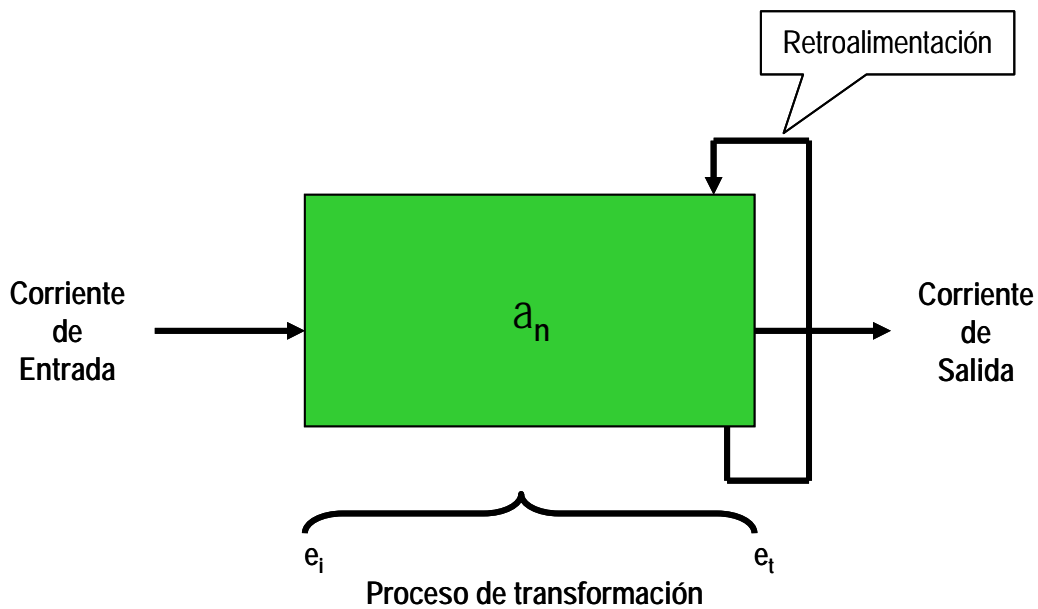 Retroalimentación
Corriente
de
Entrada
aₙ
Corriente
de
Salida
eᵢ
eₜ
Proceso de transformación